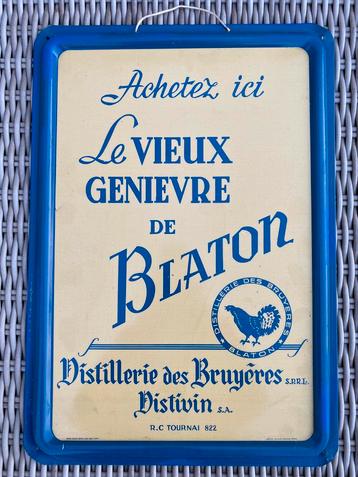 Achetez ici
Le VIEUX
GENIEVRE
DE
BLATON
DISTILLERIE DES BRUYERES
BLATON
Distillerie des Bruyères S.P.R.L.
Distivin S.A.
R.C TOURNAI 822